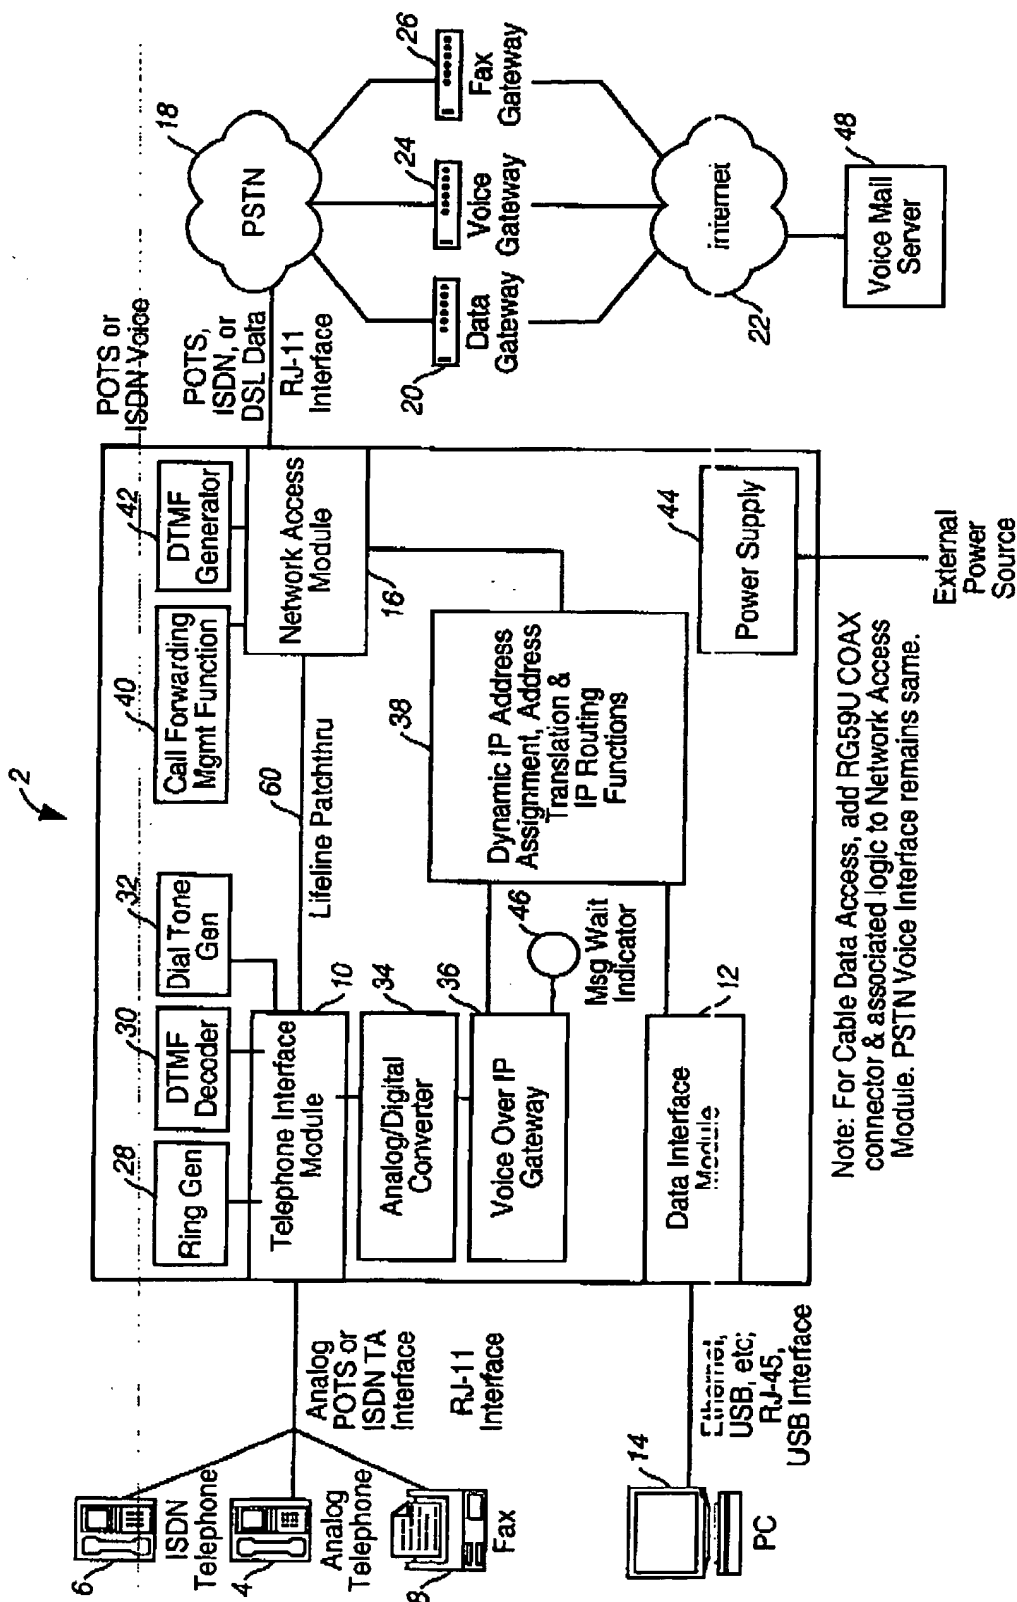 2
6
ISDN
Telephone
4
Analog
Telephone
8
Fax
14
PC
Analog
POTS or
ISDN TA
Interface
RJ-11
Interface
Ethernet,
USB, etc;
RJ-45,
USB Interface
28
Ring Gen
30
DTMF
Decoder
32
Dial Tone
Gen
40
Call Forwarding
Mgmt Function
42
DTMF
Generator
Telephone Interface
Module
10
60
Lifeline Patchthru
Network Access
Module
16
34
Analog/Digital
Converter
36
Voice Over IP
Gateway
46
Msg Wait
Indicator
38
Dynamic IP Address
Assignment, Address
Translation &
IP Routing
Functions
12
Data Interface
Module
44
Power Supply
External
Power
Source
POTS or
ISDN Voice
POTS,
ISDN, or
DSL Data
RJ-11
Interface
18
PSTN
20
Data
Gateway
24
Voice
Gateway
26
Fax
Gateway
22
internet
48
Voice Mail
Server
Note: For Cable Data Access, add RG59U COAX
connector & associated logic to Network Access
Module. PSTN Voice Interface remains same.